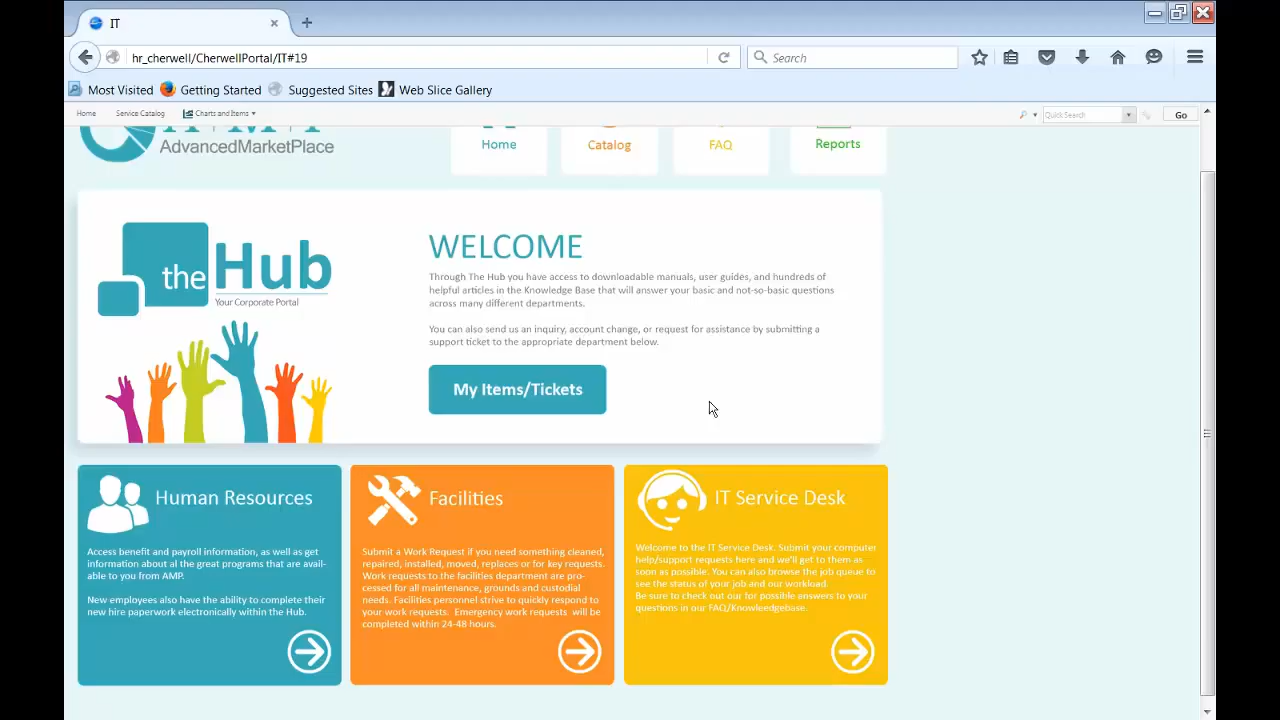 IT
hr_cherwell/CherwellPortal/IT#19
Search
Most Visited Getting Started Suggested Sites Web Slice Gallery
Home Service Catalog Charts and Items Quick Search Go
AdvancedMarketPlace
Home Catalog FAQ Reports
the Hub
Your Corporate Portal
WELCOME
Through The Hub you have access to downloadable manuals, user guides, and hundreds of
helpful articles in the Knowledge Base that will answer your basic and not-so-basic questions
across many different departments.
You can also send us an inquiry, account change, or request for assistance by submitting a
support ticket to the appropriate department below.
My Items/Tickets
Human Resources
Access benefit and payroll information, as well as get
information about al the great programs that are avail-
able to you from AMP.
New employees also have the ability to complete their
new hire paperwork electronically within the Hub.
Facilities
Submit a Work Request if you need something cleaned,
repaired, installed, moved, replaces or for key requests.
Work requests to the facilities department are pro-
cessed for all maintenance, grounds and custodial
needs. Facilities personnel strive to quickly respond to
your work requests. Emergency work requests will be
completed within 24-48 hours.
IT Service Desk
Welcome to the IT Service Desk. Submit your computer
help/support requests here and we'll get to them as
soon as possible. You can also browse the job queue to
see the status of your job and our workload.
Be sure to check out our for possible answers to your
questions in our FAQ/Knowleedgebase.